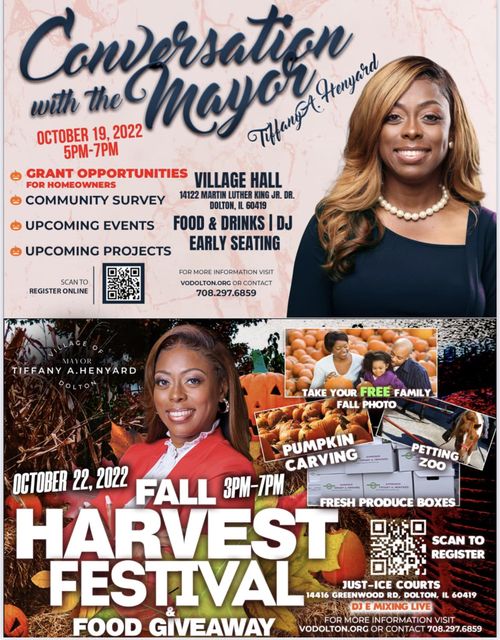 Conversation
with the Mayor
Tiffany A. Henyard
OCTOBER 19, 2022
5PM-7PM
GRANT OPPORTUNITIES
FOR HOMEOWNERS
COMMUNITY SURVEY
UPCOMING EVENTS
UPCOMING PROJECTS
VILLAGE HALL
14122 MARTIN LUTHER KING JR. DR.
DOLTON, IL 60419
FOOD & DRINKS | DJ
EARLY SEATING
SCAN TO
REGISTER ONLINE
FOR MORE INFORMATION VISIT
VODOLTON.ORG OR CONTACT
708.297.6859
VILLAGE OF
MAYOR
TIFFANY A.HENYARD
DOLTON
TAKE YOUR FREE FAMILY
FALL PHOTO
PUMPKIN
CARVING
PETTING
ZOO
FRESH PRODUCE BOXES
OCTOBER 22, 2022
3PM-7PM
FALL
HARVEST
FESTIVAL
&
FOOD GIVEAWAY
SCAN TO
REGISTER
JUST-ICE COURTS
14416 GREENWOOD RD, DOLTON, IL 60419
DJ E MIXING LIVE
FOR MORE INFORMATION VISIT
VODOLTON.ORG OR CONTACT 708.297.6859